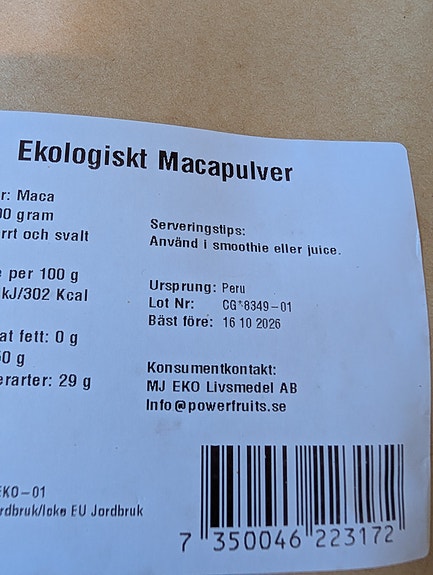 Ekologiskt Macapulver
r: Maca
00 gram
rrt och svalt
e per 100 g
kJ/302 Kcal
at fett: 0 g
50 g
erarter: 29 g
Serveringstips:
Använd i smoothie eller juice.
Ursprung: Peru
Lot Nr: CG*8349-01
Bäst före: 16 10 2026
Konsumentkontakt:
MJ EKO Livsmedel AB
Info@powerfruits.se
EKO-01
rdbruk/Icke EU Jordbruk
7 350046 223172